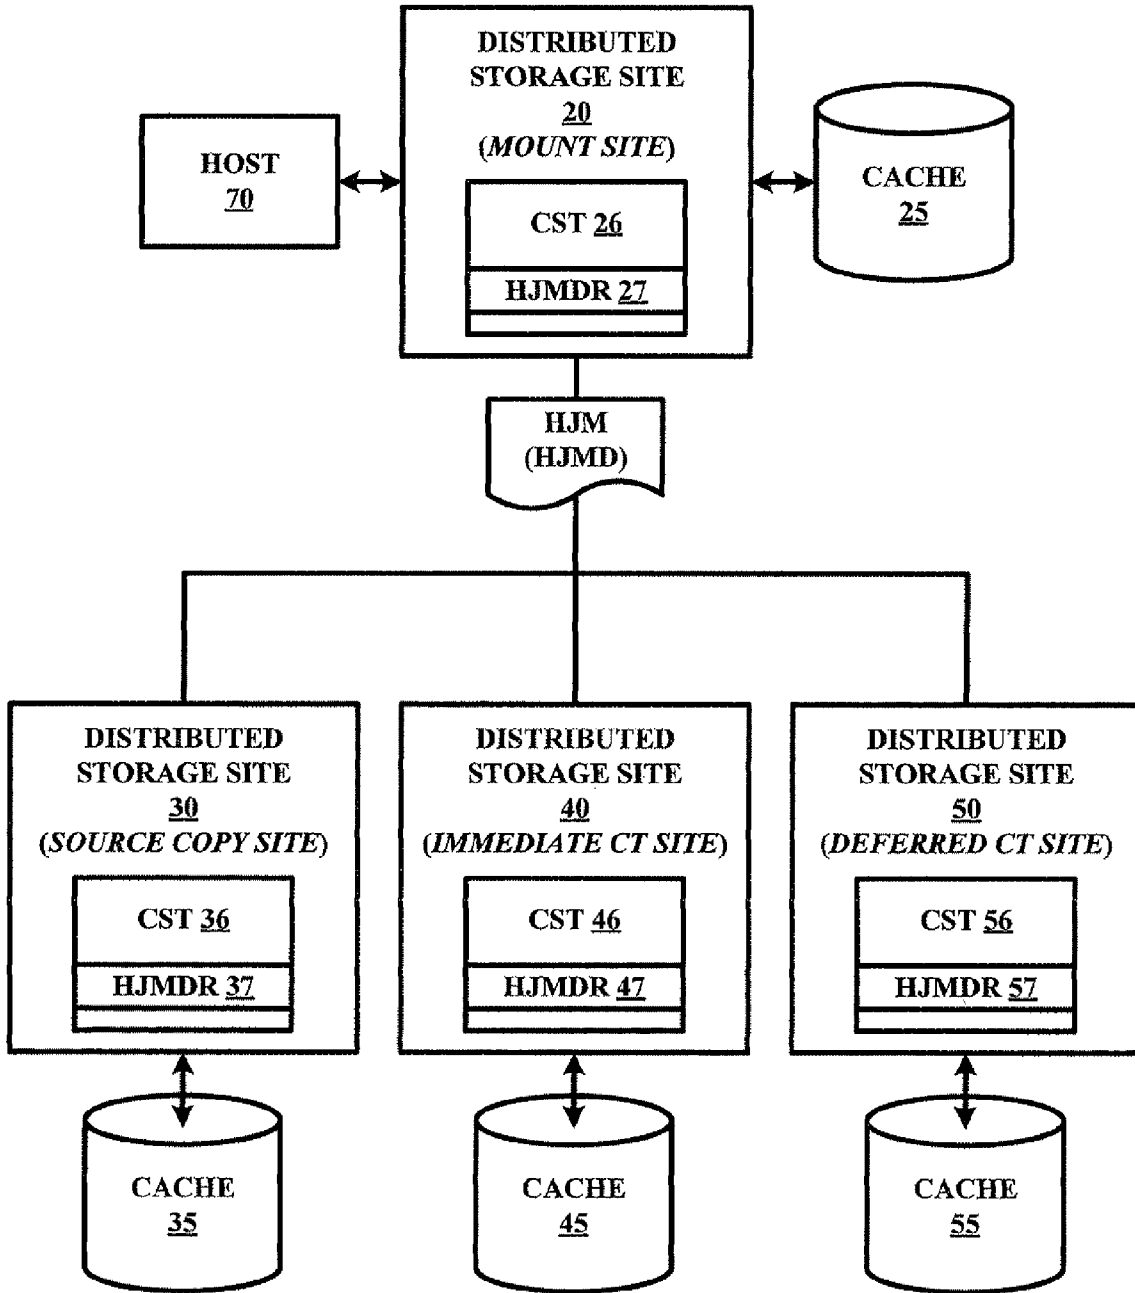 DISTRIBUTED
STORAGE SITE
20
(MOUNT SITE)
HOST
70
CACHE
25
CST 26
HJMDR 27
HJM
(HJMD)
DISTRIBUTED
STORAGE SITE
30
(SOURCE COPY SITE)
CST 36
HJMDR 37
CACHE
35
DISTRIBUTED
STORAGE SITE
40
(IMMEDIATE CT SITE)
CST 46
HJMDR 47
CACHE
45
DISTRIBUTED
STORAGE SITE
50
(DEFERRED CT SITE)
CST 56
HJMDR 57
CACHE
55